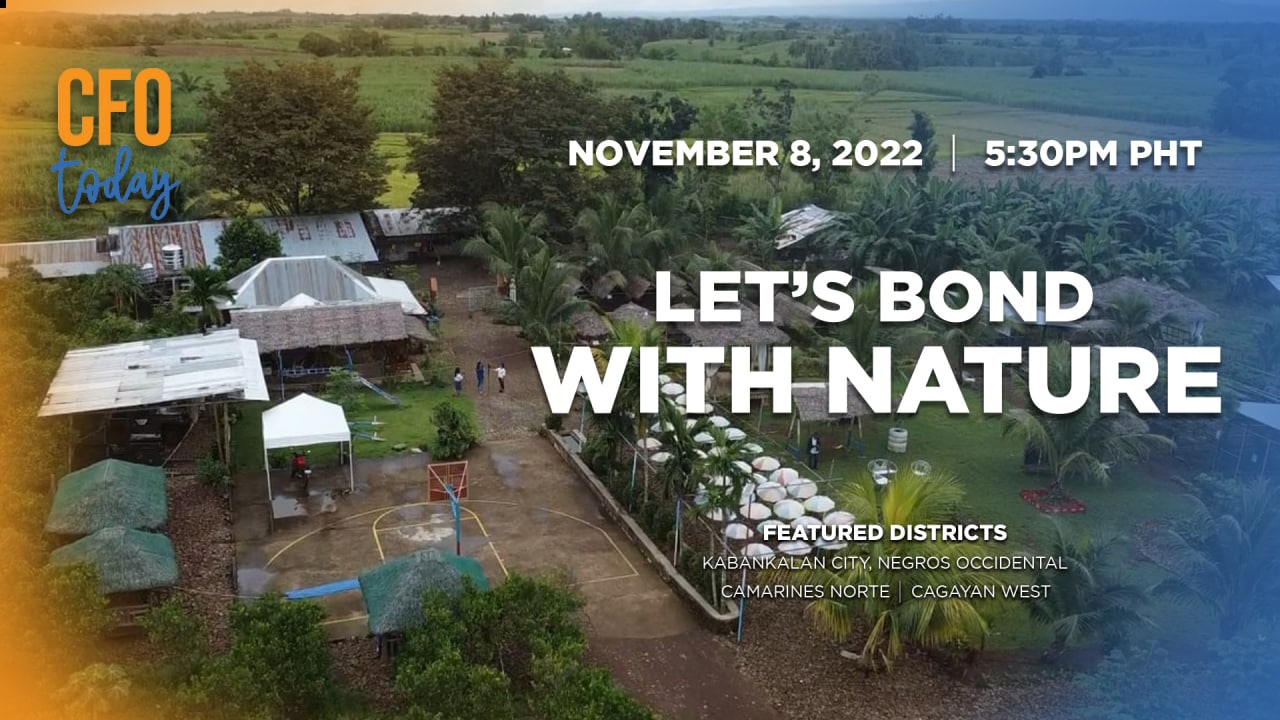 CFO
today
NOVEMBER 8, 2022 | 5:30PM PHT
LET'S BOND
WITH NATURE
FEATURED DISTRICTS
KABANKALAN CITY, NEGROS OCCIDENTAL
CAMARINES NORTE | CAGAYAN WEST